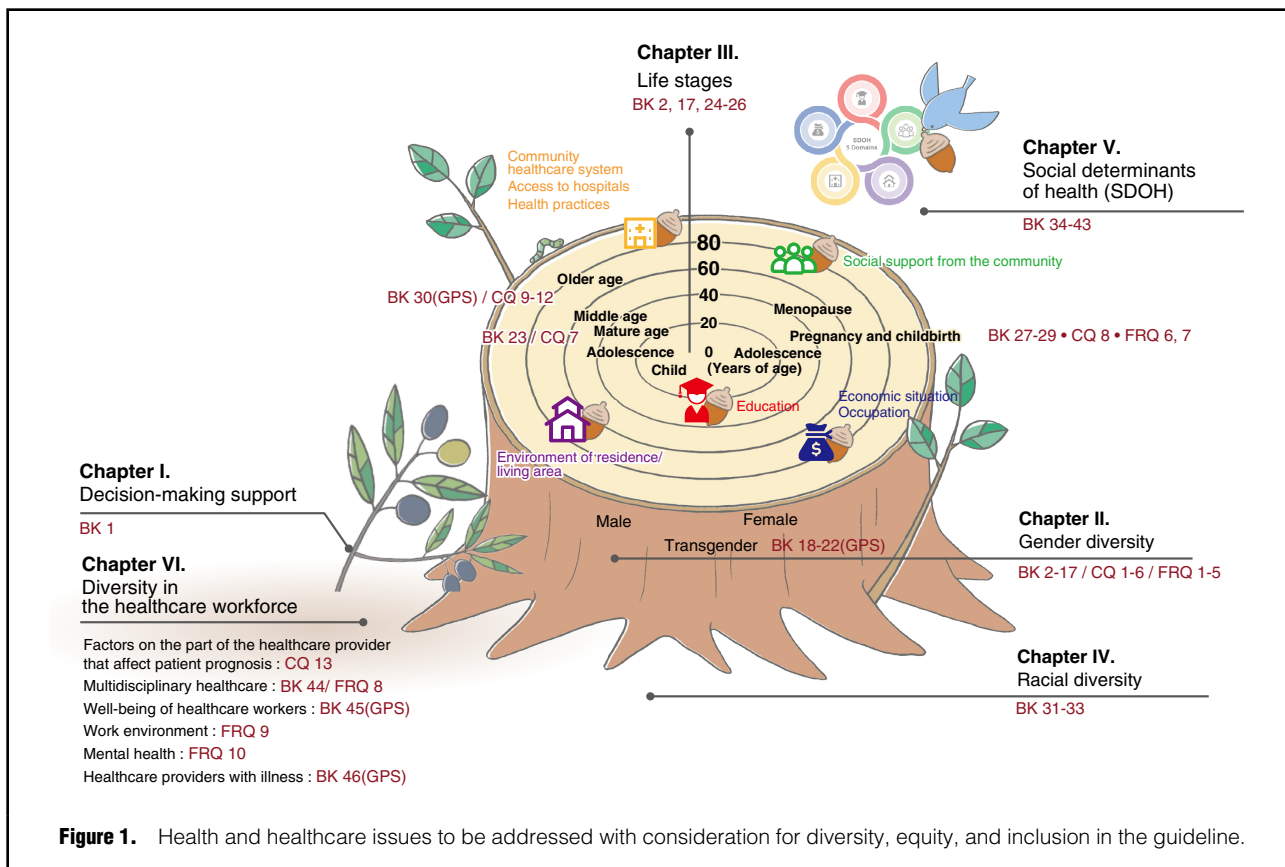 Chapter III.
Life stages
BK 2, 17, 24-26
SDOH
5 Domains
Chapter V.
Social determinants
of health (SDOH)
BK 34-43
Community
healthcare system
Access to hospitals
Health practices
Social support from the community
80
60
40
20
0
(Years of age)
Older age
BK 30(GPS) / CQ 9-12
Middle age
Mature age
BK 23 / CQ 7
Adolescence
Child
Menopause
Pregnancy and childbirth
BK 27-29 • CQ 8 • FRQ 6, 7
Adolescence
Education
Economic situation
Occupation
$
Environment of residence/
living area
Chapter I.
Decision-making support
BK 1
Male
Female
Transgender BK 18-22(GPS)
Chapter II.
Gender diversity
BK 2-17 / CQ 1-6 / FRQ 1-5
Chapter VI.
Diversity in
the healthcare workforce
Factors on the part of the healthcare provider
that affect patient prognosis : CQ 13
Multidisciplinary healthcare : BK 44/ FRQ 8
Well-being of healthcare workers : BK 45(GPS)
Work environment : FRQ 9
Mental health : FRQ 10
Healthcare providers with illness : BK 46(GPS)
Chapter IV.
Racial diversity
BK 31-33
Figure 1. Health and healthcare issues to be addressed with consideration for diversity, equity, and inclusion in the guideline.